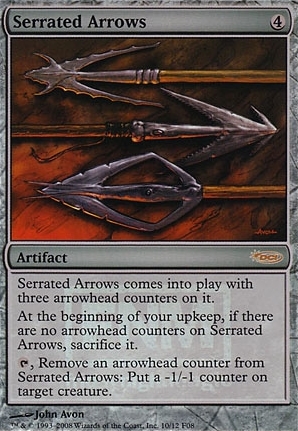 Serrated Arrows 4
DCI
Artifact
Serrated Arrows comes into play with
three arrowhead counters on it.
At the beginning of your upkeep, if there
are no arrowhead counters on Serrated
Arrows, sacrifice it.
, Remove an arrowhead counter from
Serrated Arrows: Put a -1/-1 counter on
target creature.
John Avon
™ & © 1993-2008 Wizards of the Coast, Inc. 10/12 F08